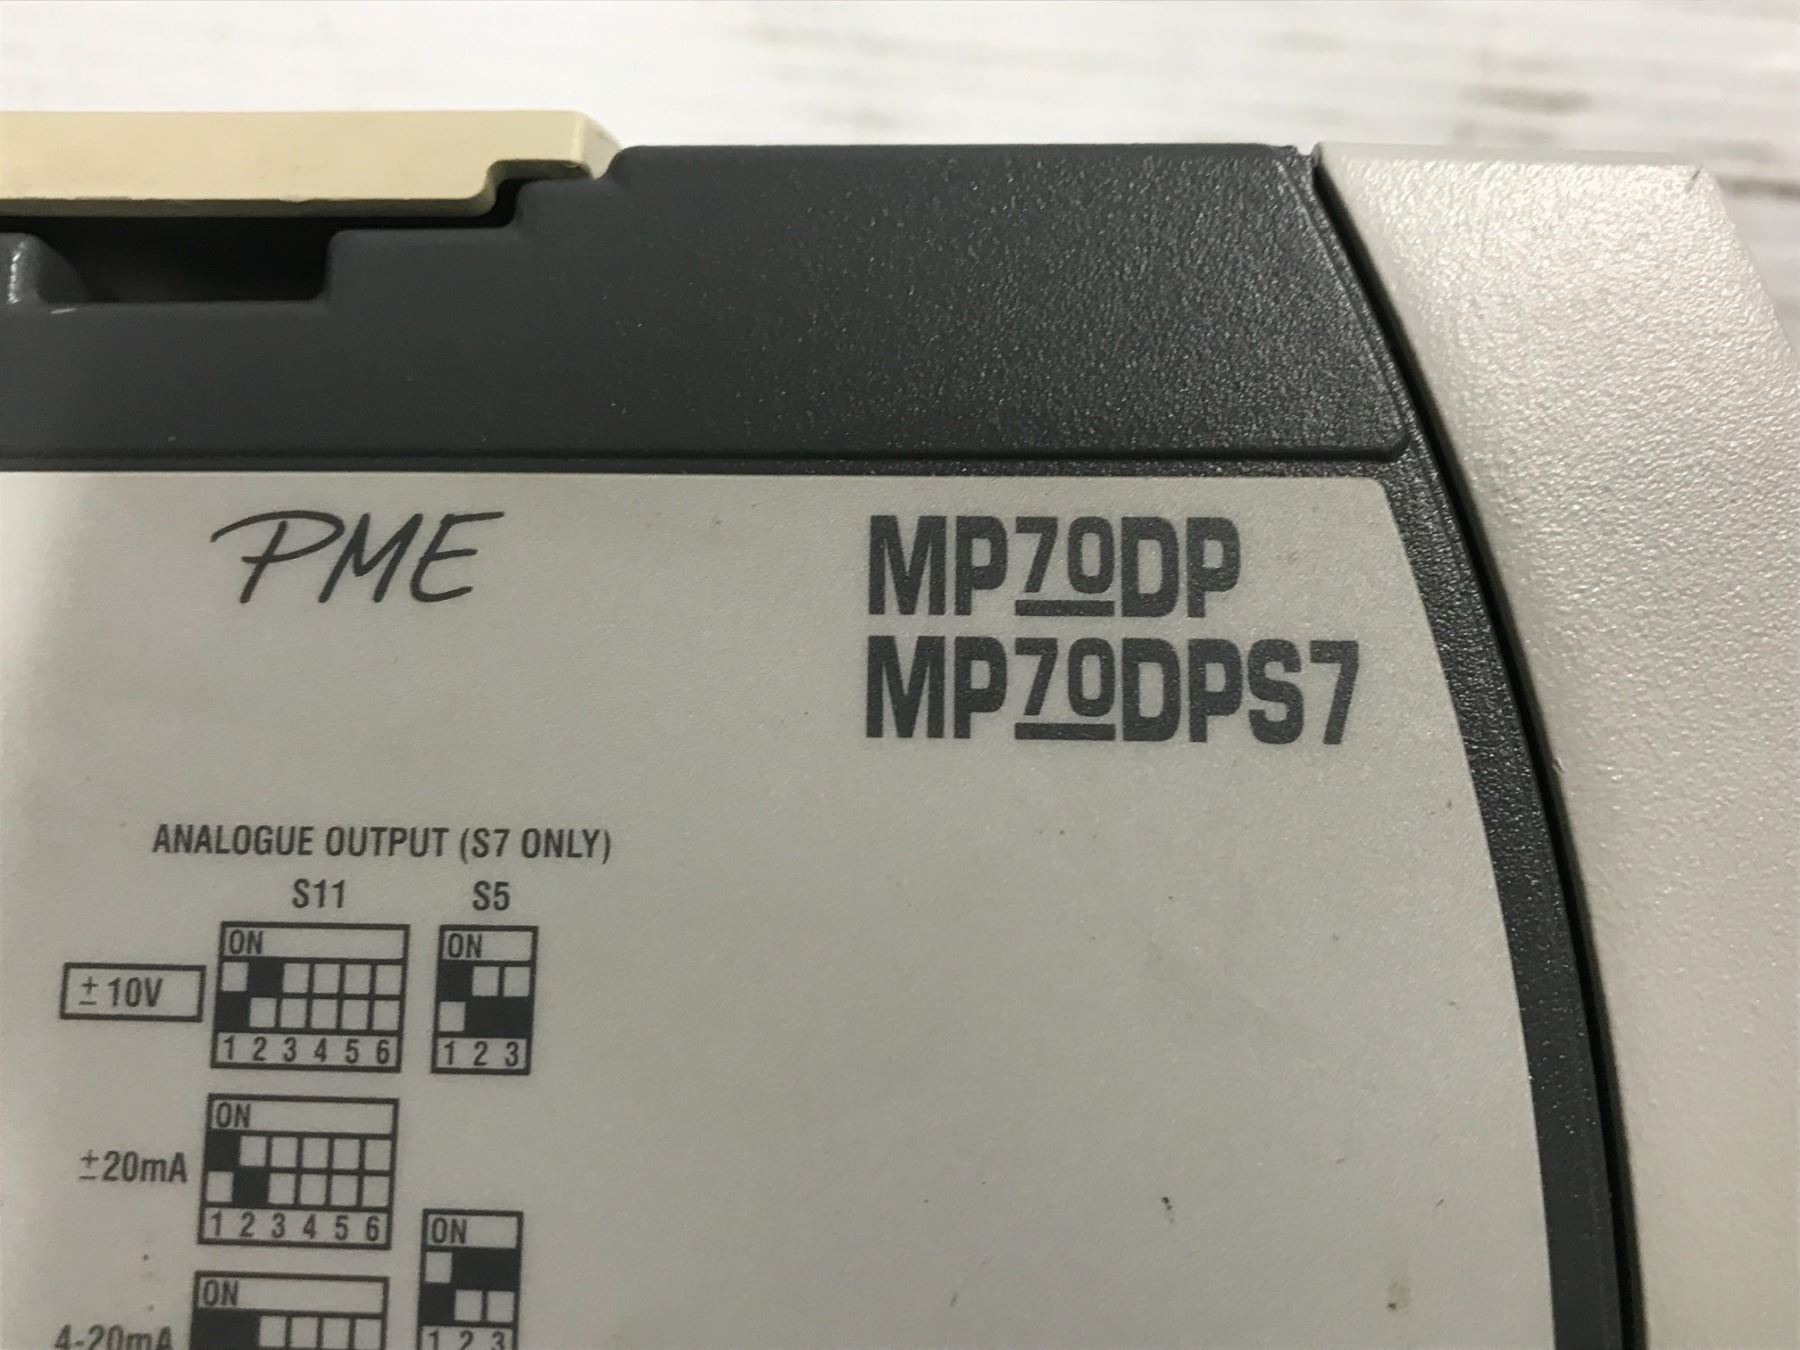 PME
MP70DP
MP70DPS7
ANALOGUE OUTPUT (S7 ONLY)
S11 S5
ON ON
±10V
1 2 3 4 5 6 1 2 3
ON
±20mA
1 2 3 4 5 6
ON
ON
4-20mA
1 2 3